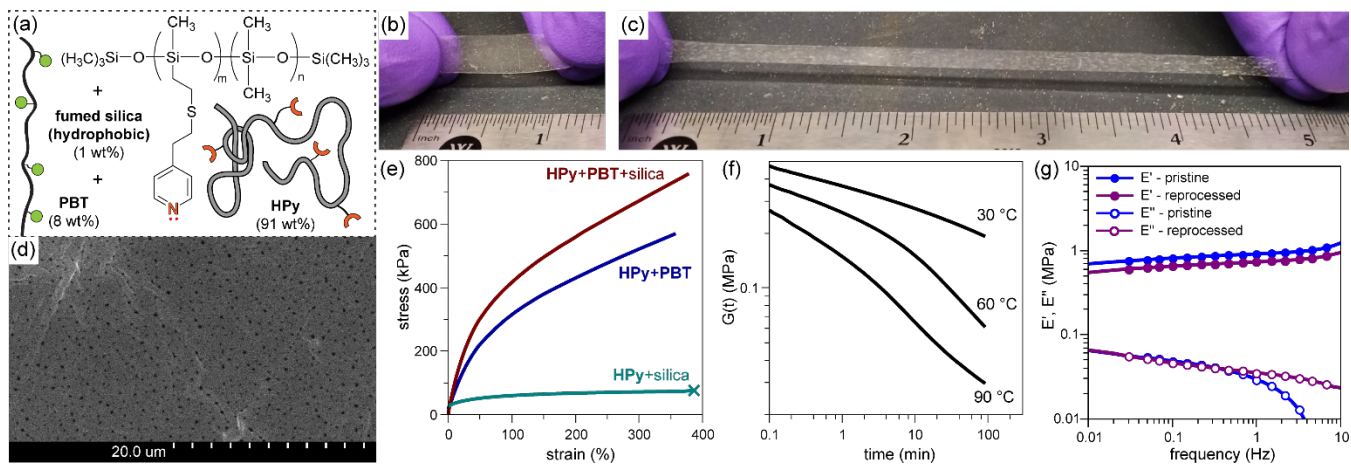 (a)
(H₃C)₃Si
O
CH₃
Si
O
m
CH₃
Si
CH₃
O
n
Si(CH₃)₃
S
N
+
fumed silica
(hydrophobic)
(1 wt%)
+
PBT
(8 wt%)
HPy
(91 wt%)
(b)
inch
1
(c)
inch
1
2
3
4
5
(d)
20.0 um
(e)
stress (kPa)
800
600
400
200
0
HPy+PBT+silica
HPy+PBT
HPy+silica
0 100 200 300 400
strain (%)
(f)
G(t) (MPa)
0.1
30 °C
60 °C
90 °C
0.1 1 10 100
time (min)
(g)
E', E" (MPa)
10
1
0.1
0.01
E' - pristine
E' - reprocessed
E" - pristine
E" - reprocessed
0.01 0.1 1 10
frequency (Hz)